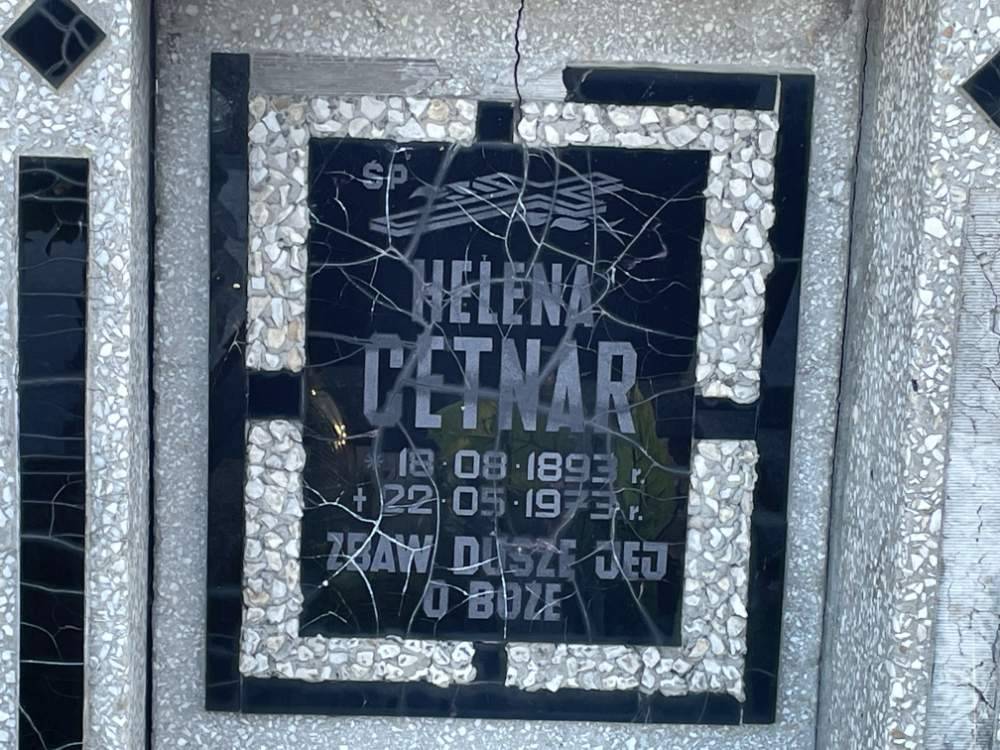 ŚP.
HELENA
CETNAR
* 18·08·1893 r.
† 22·05·1973 r.
ZBAW DUSZE JEJ
O BOŻE